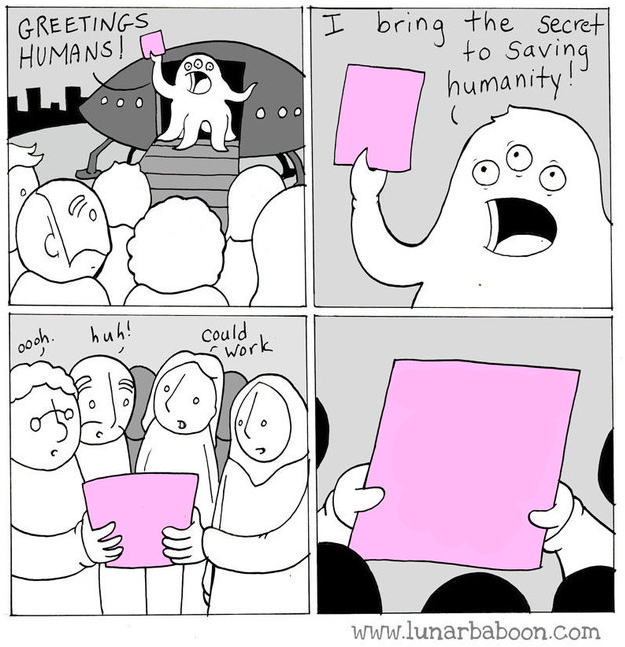 GREETINGS
HUMANS!
I bring the secret
to saving
humanity!
oooh.
huh!
could
work
www.lunarbaboon.com